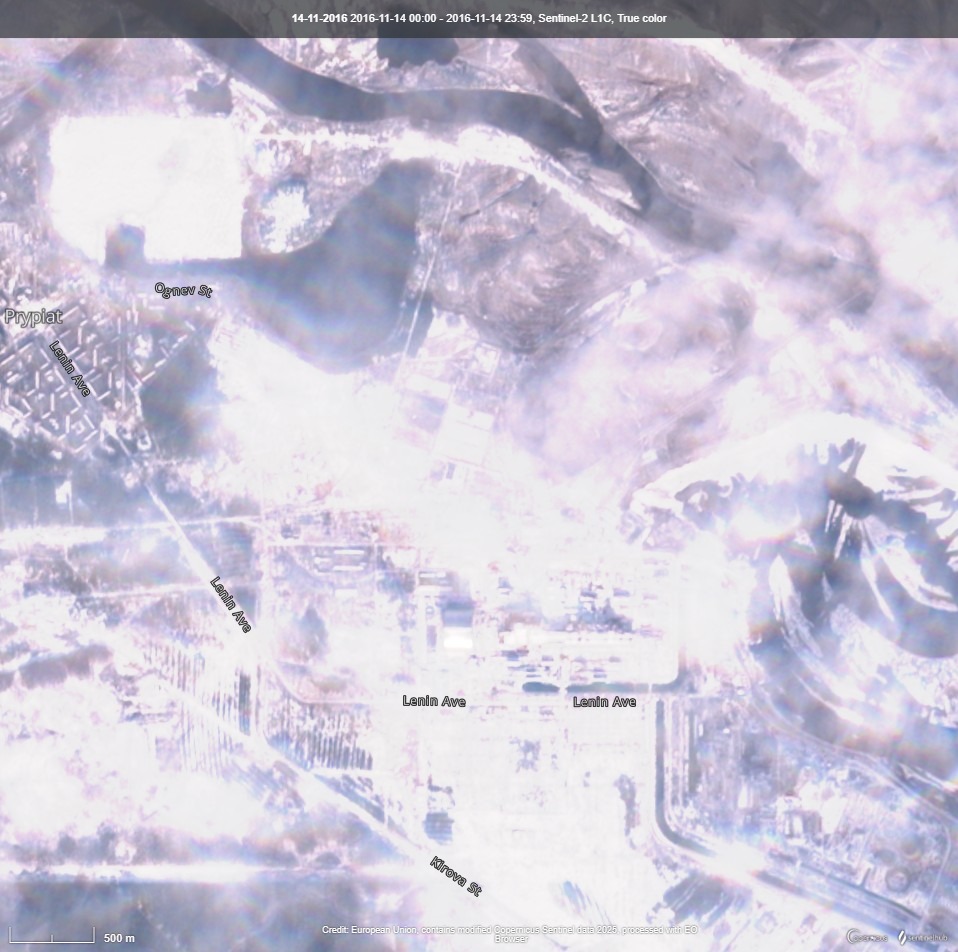 14-11-2016 2016-11-14 00:00 - 2016-11-14 23:59, Sentinel-2 L1C, True color
Ognev St
Prypiat
Lenin Ave
Lenin Ave
Lenin Ave
Lenin Ave
Kirova St
500 m
Credit: European Union, contains modified Copernicus Sentinel data 2025, processed with EO
Browser
sentinelhub